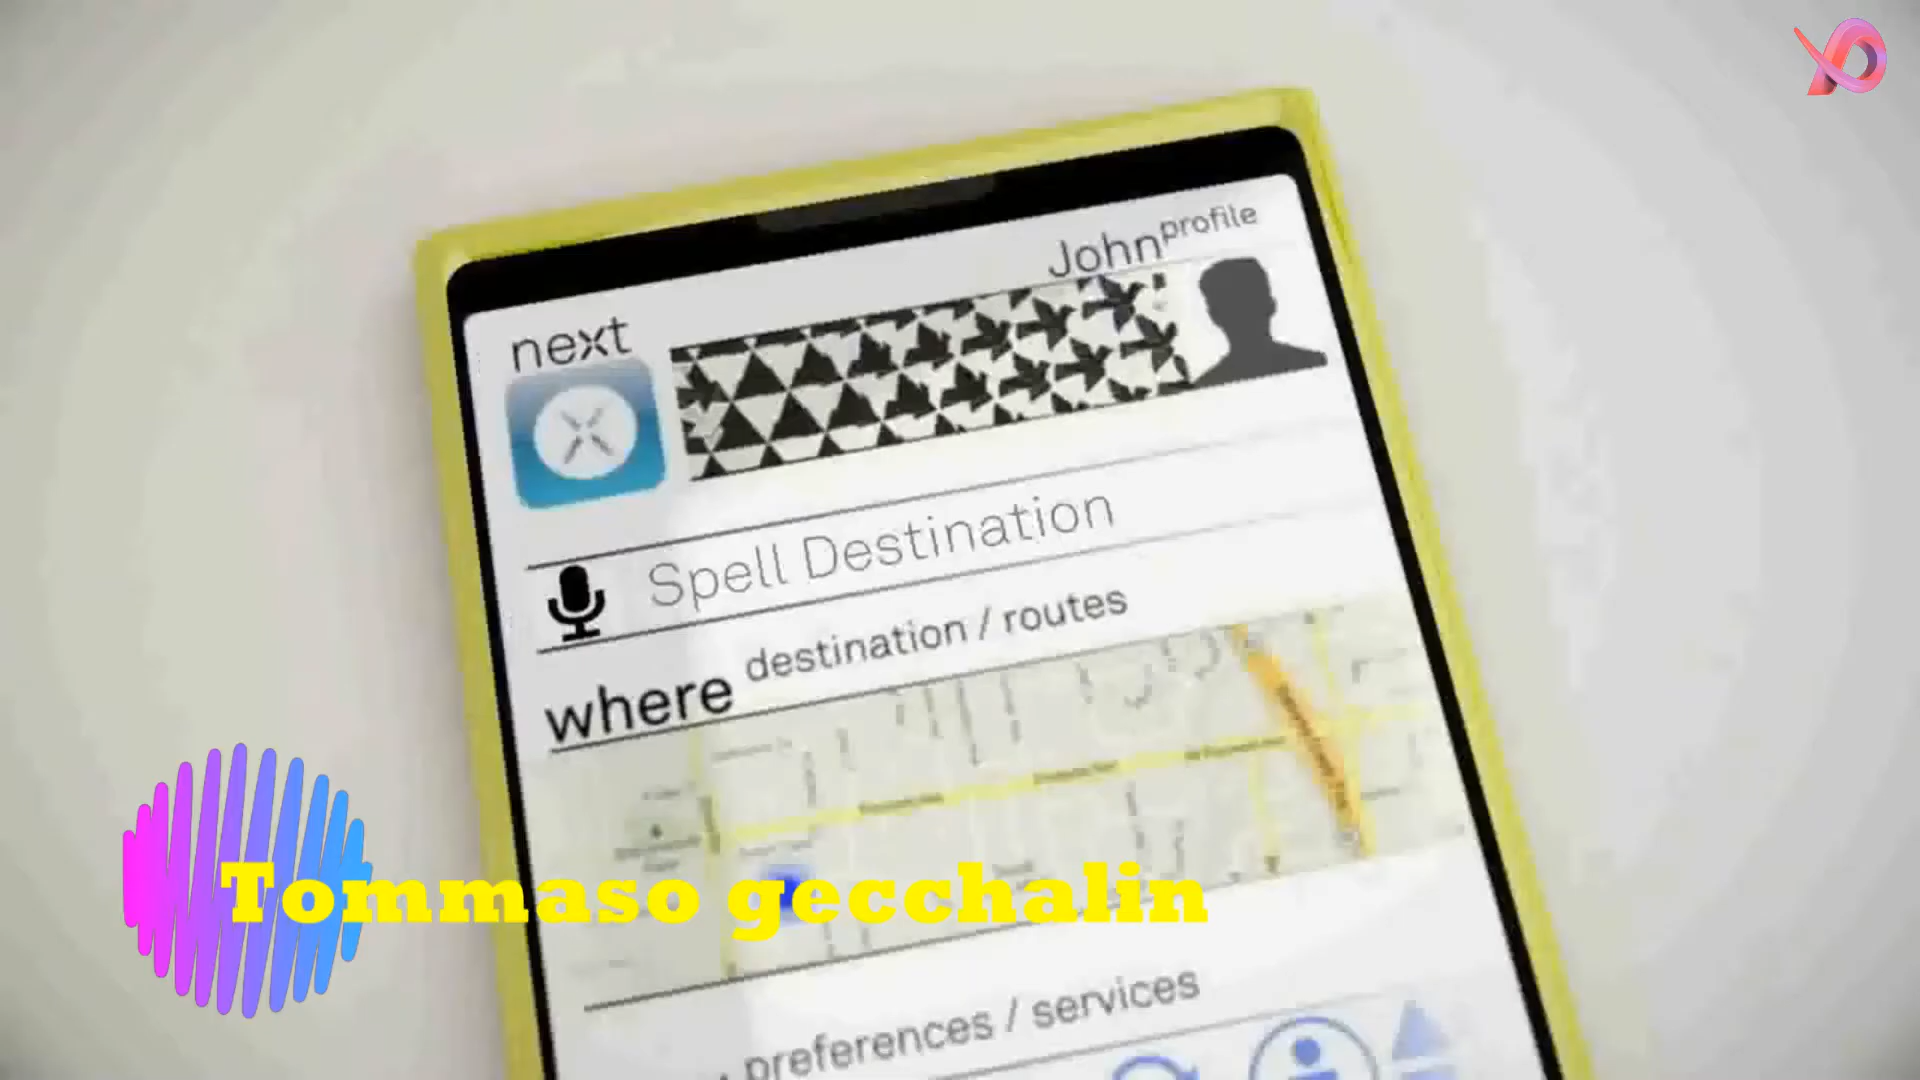 John profile
next
Spell Destination
where destination / routes
Tommaso gecchalin
preferences / services